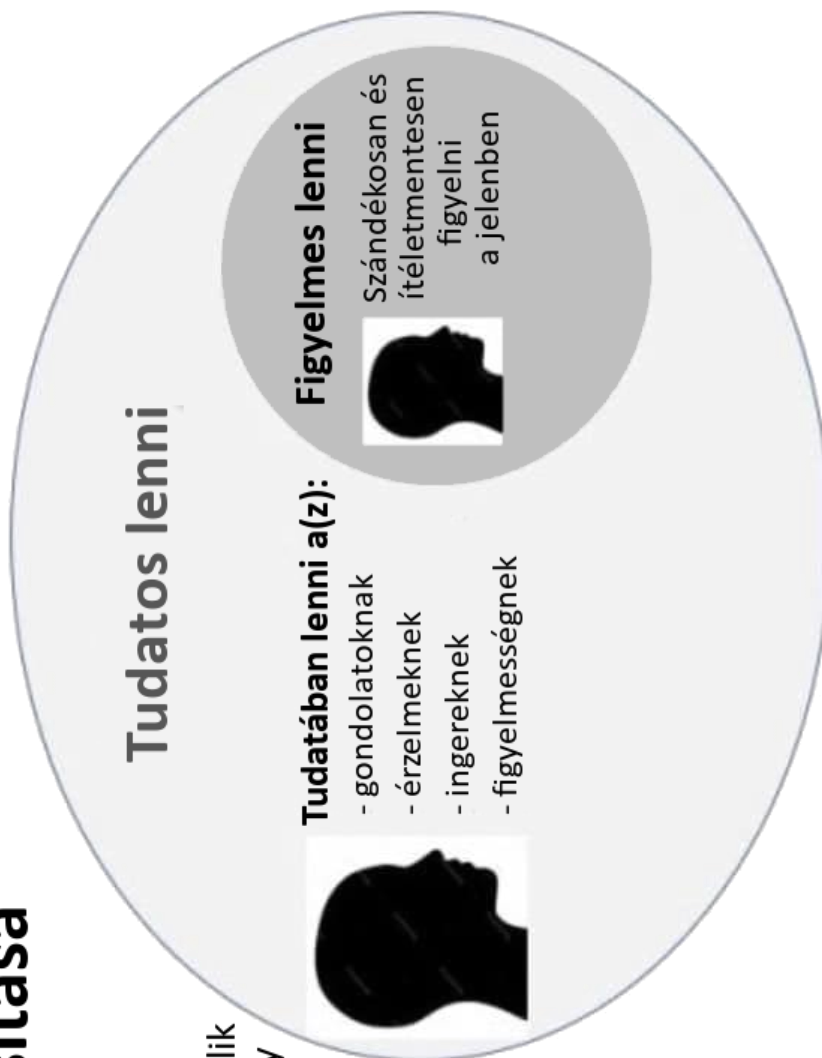 Tudatos lenni
Tudatában lenni a(z):
- gondolatoknak
- érzelmeknek
- ingereknek
- figyelmességnek
Figyelmes lenni
Szándékosan és
ítéletmentesen
figyelni
a jelenben